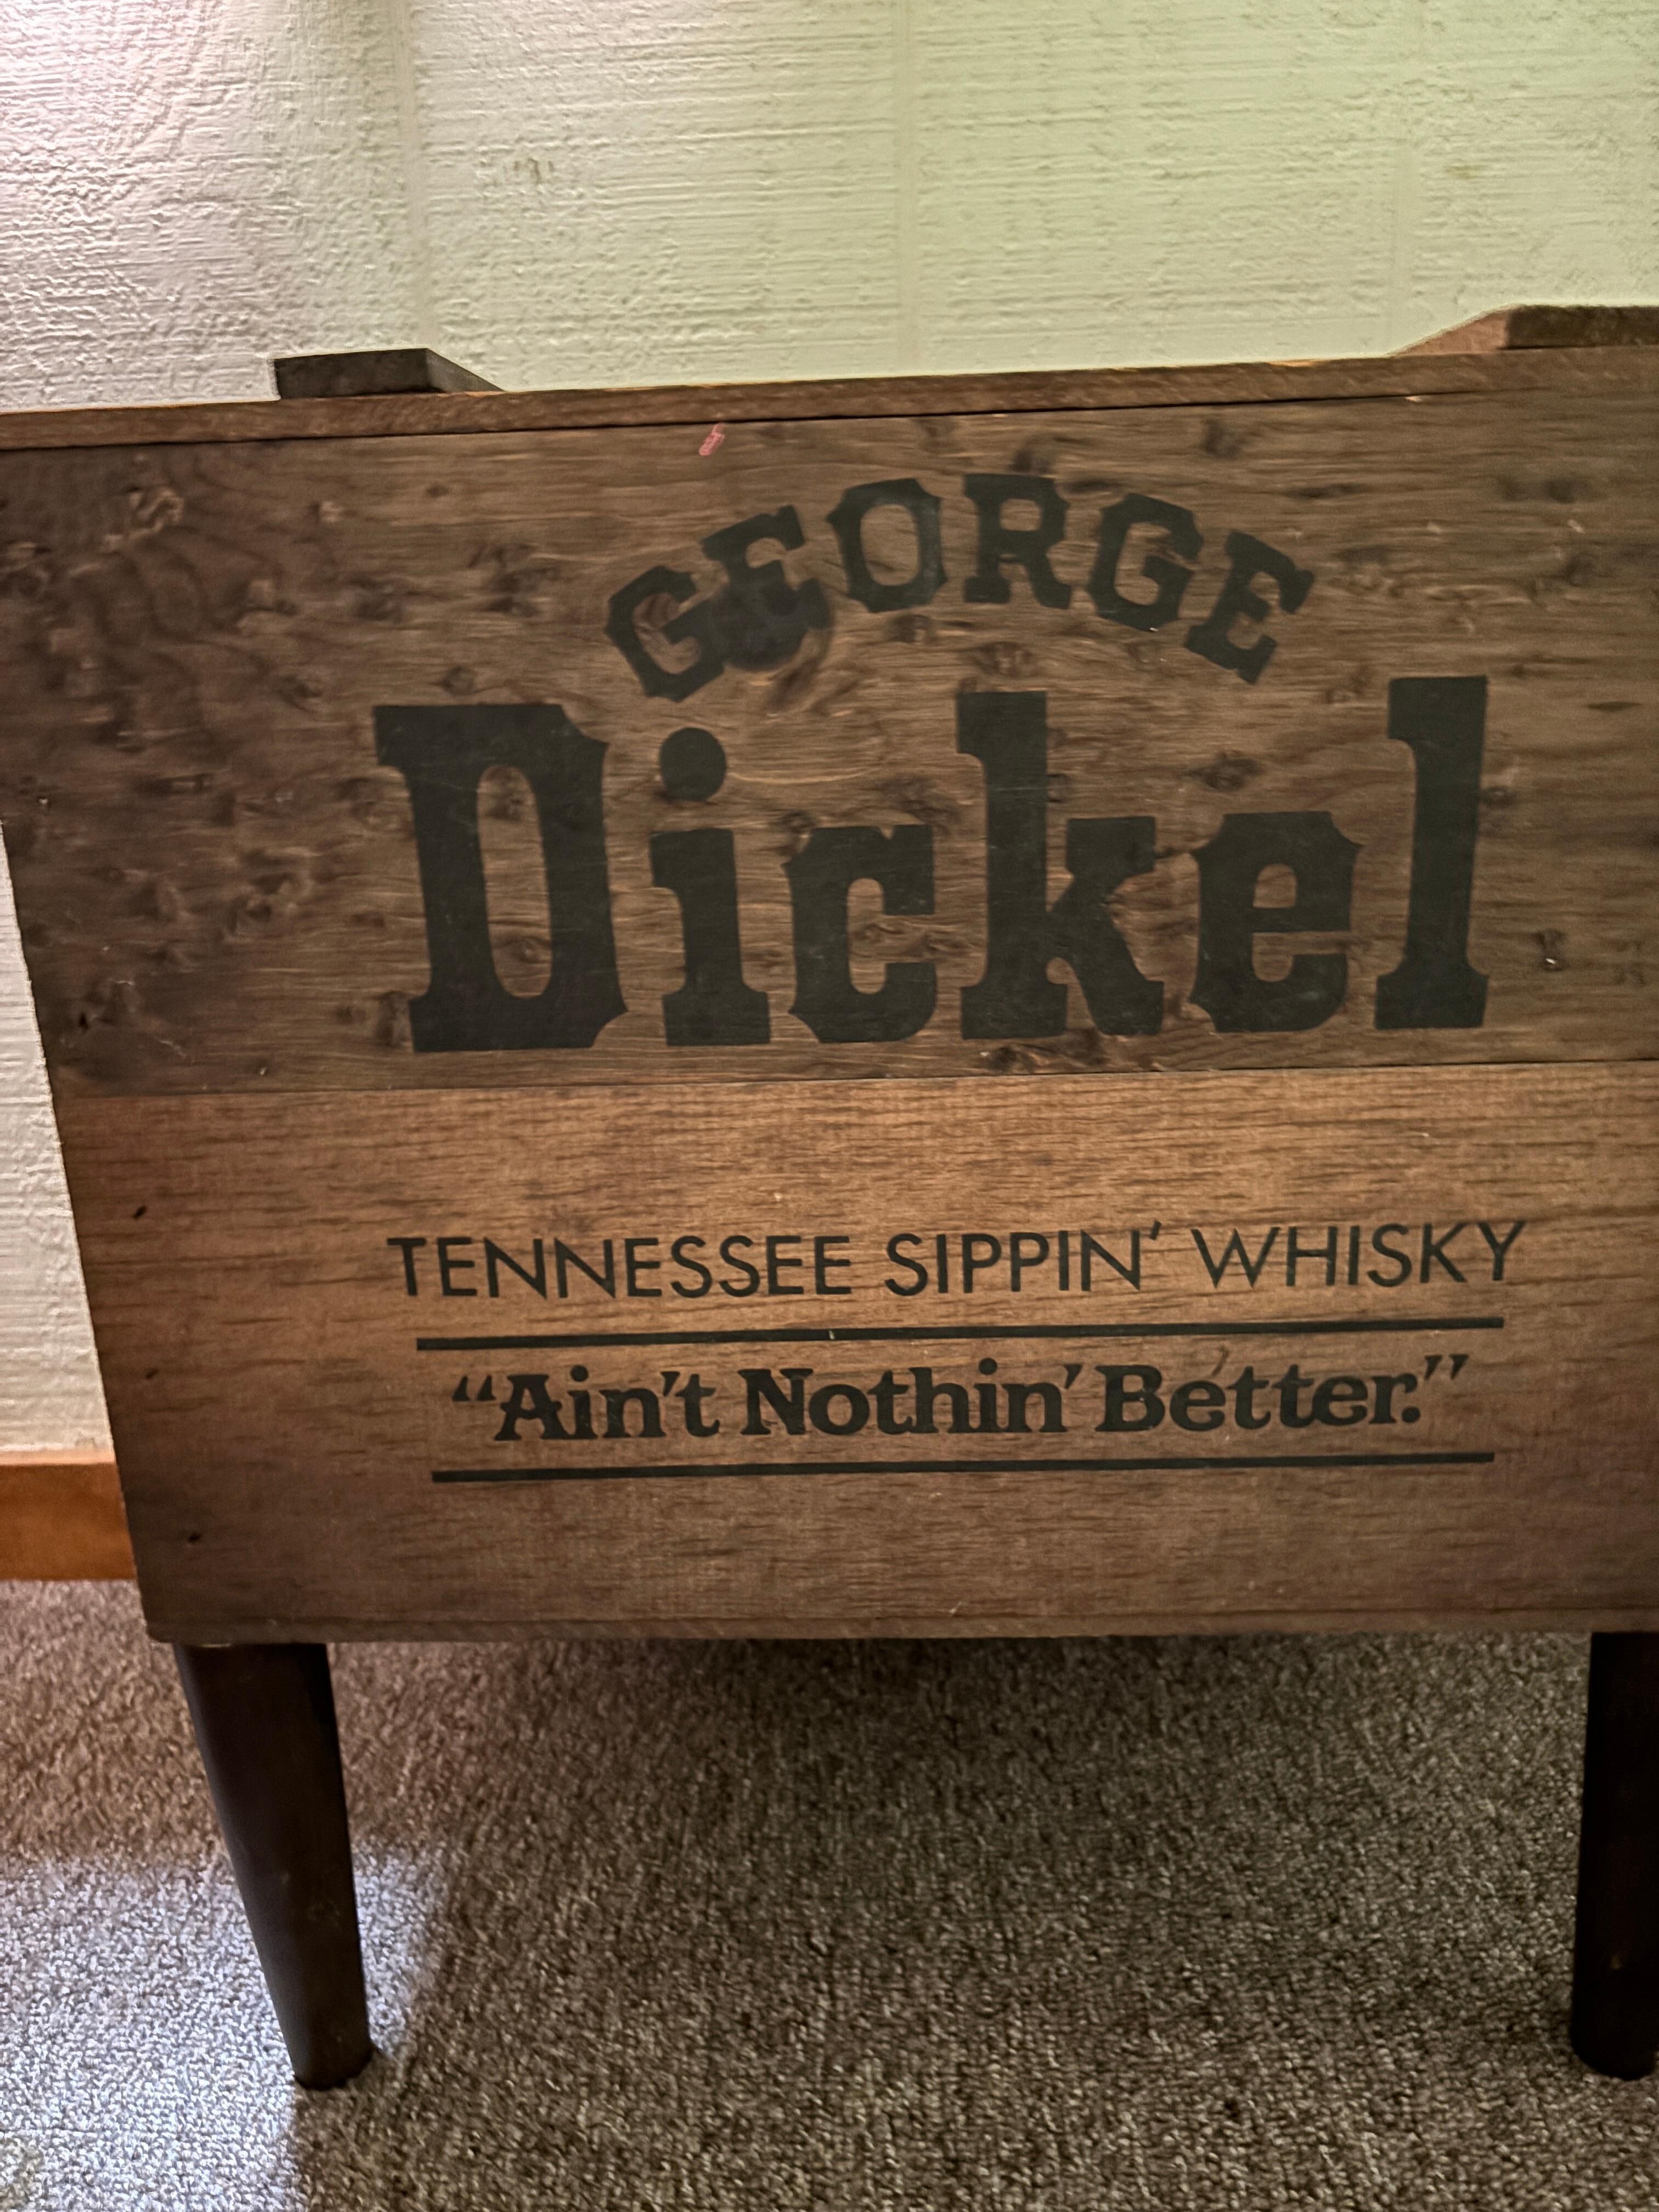 GEORGE
Dickel
TENNESSEE SIPPIN' WHISKY
"Ain't Nothin' Better."